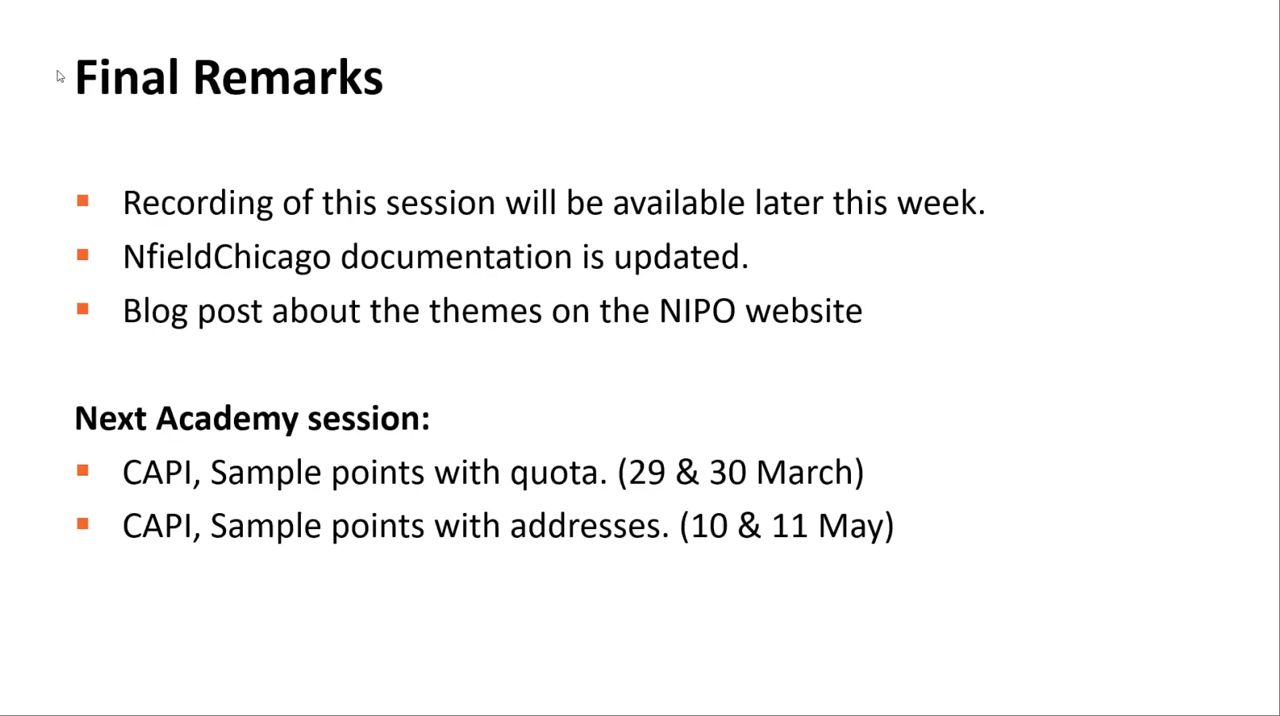 Final Remarks
Recording of this session will be available later this week.
NfieldChicago documentation is updated.
Blog post about the themes on the NIPO website
Next Academy session:
CAPI, Sample points with quota. (29 & 30 March)
CAPI, Sample points with addresses. (10 & 11 May)